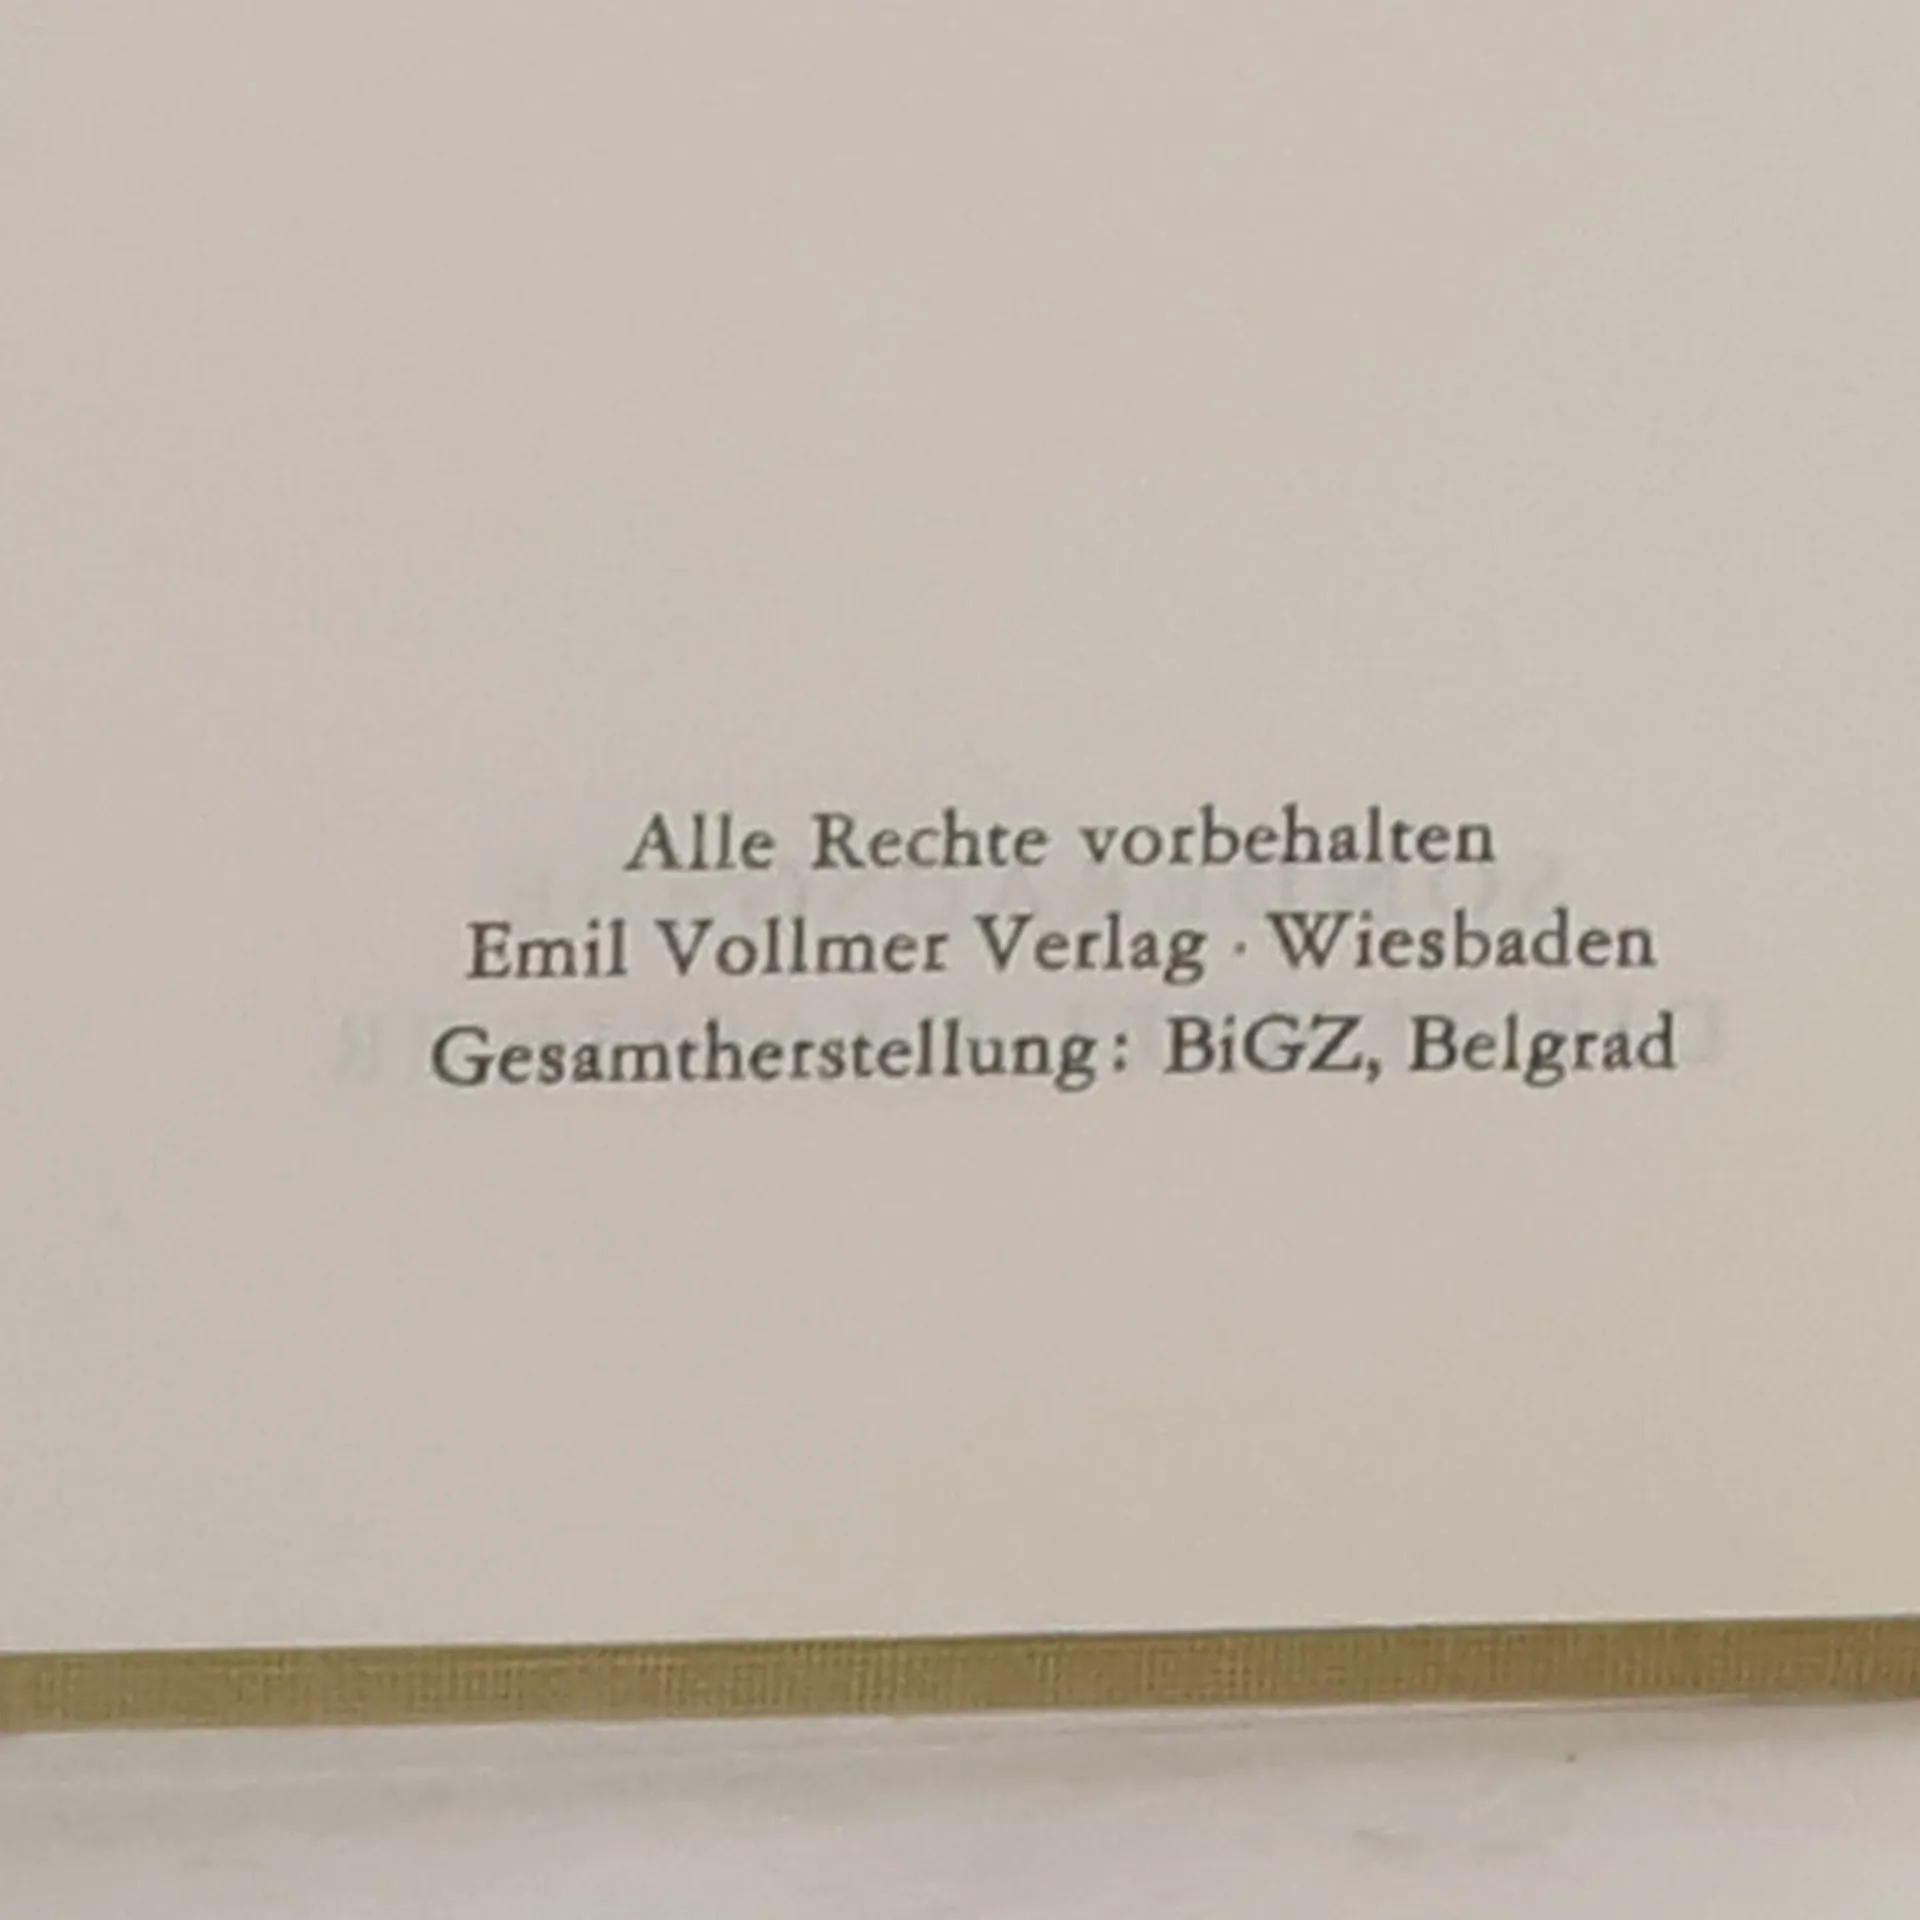 Alle Rechte vorbehalten
Emil Vollmer Verlag · Wiesbaden
Gesamtherstellung: BiGZ, Belgrad